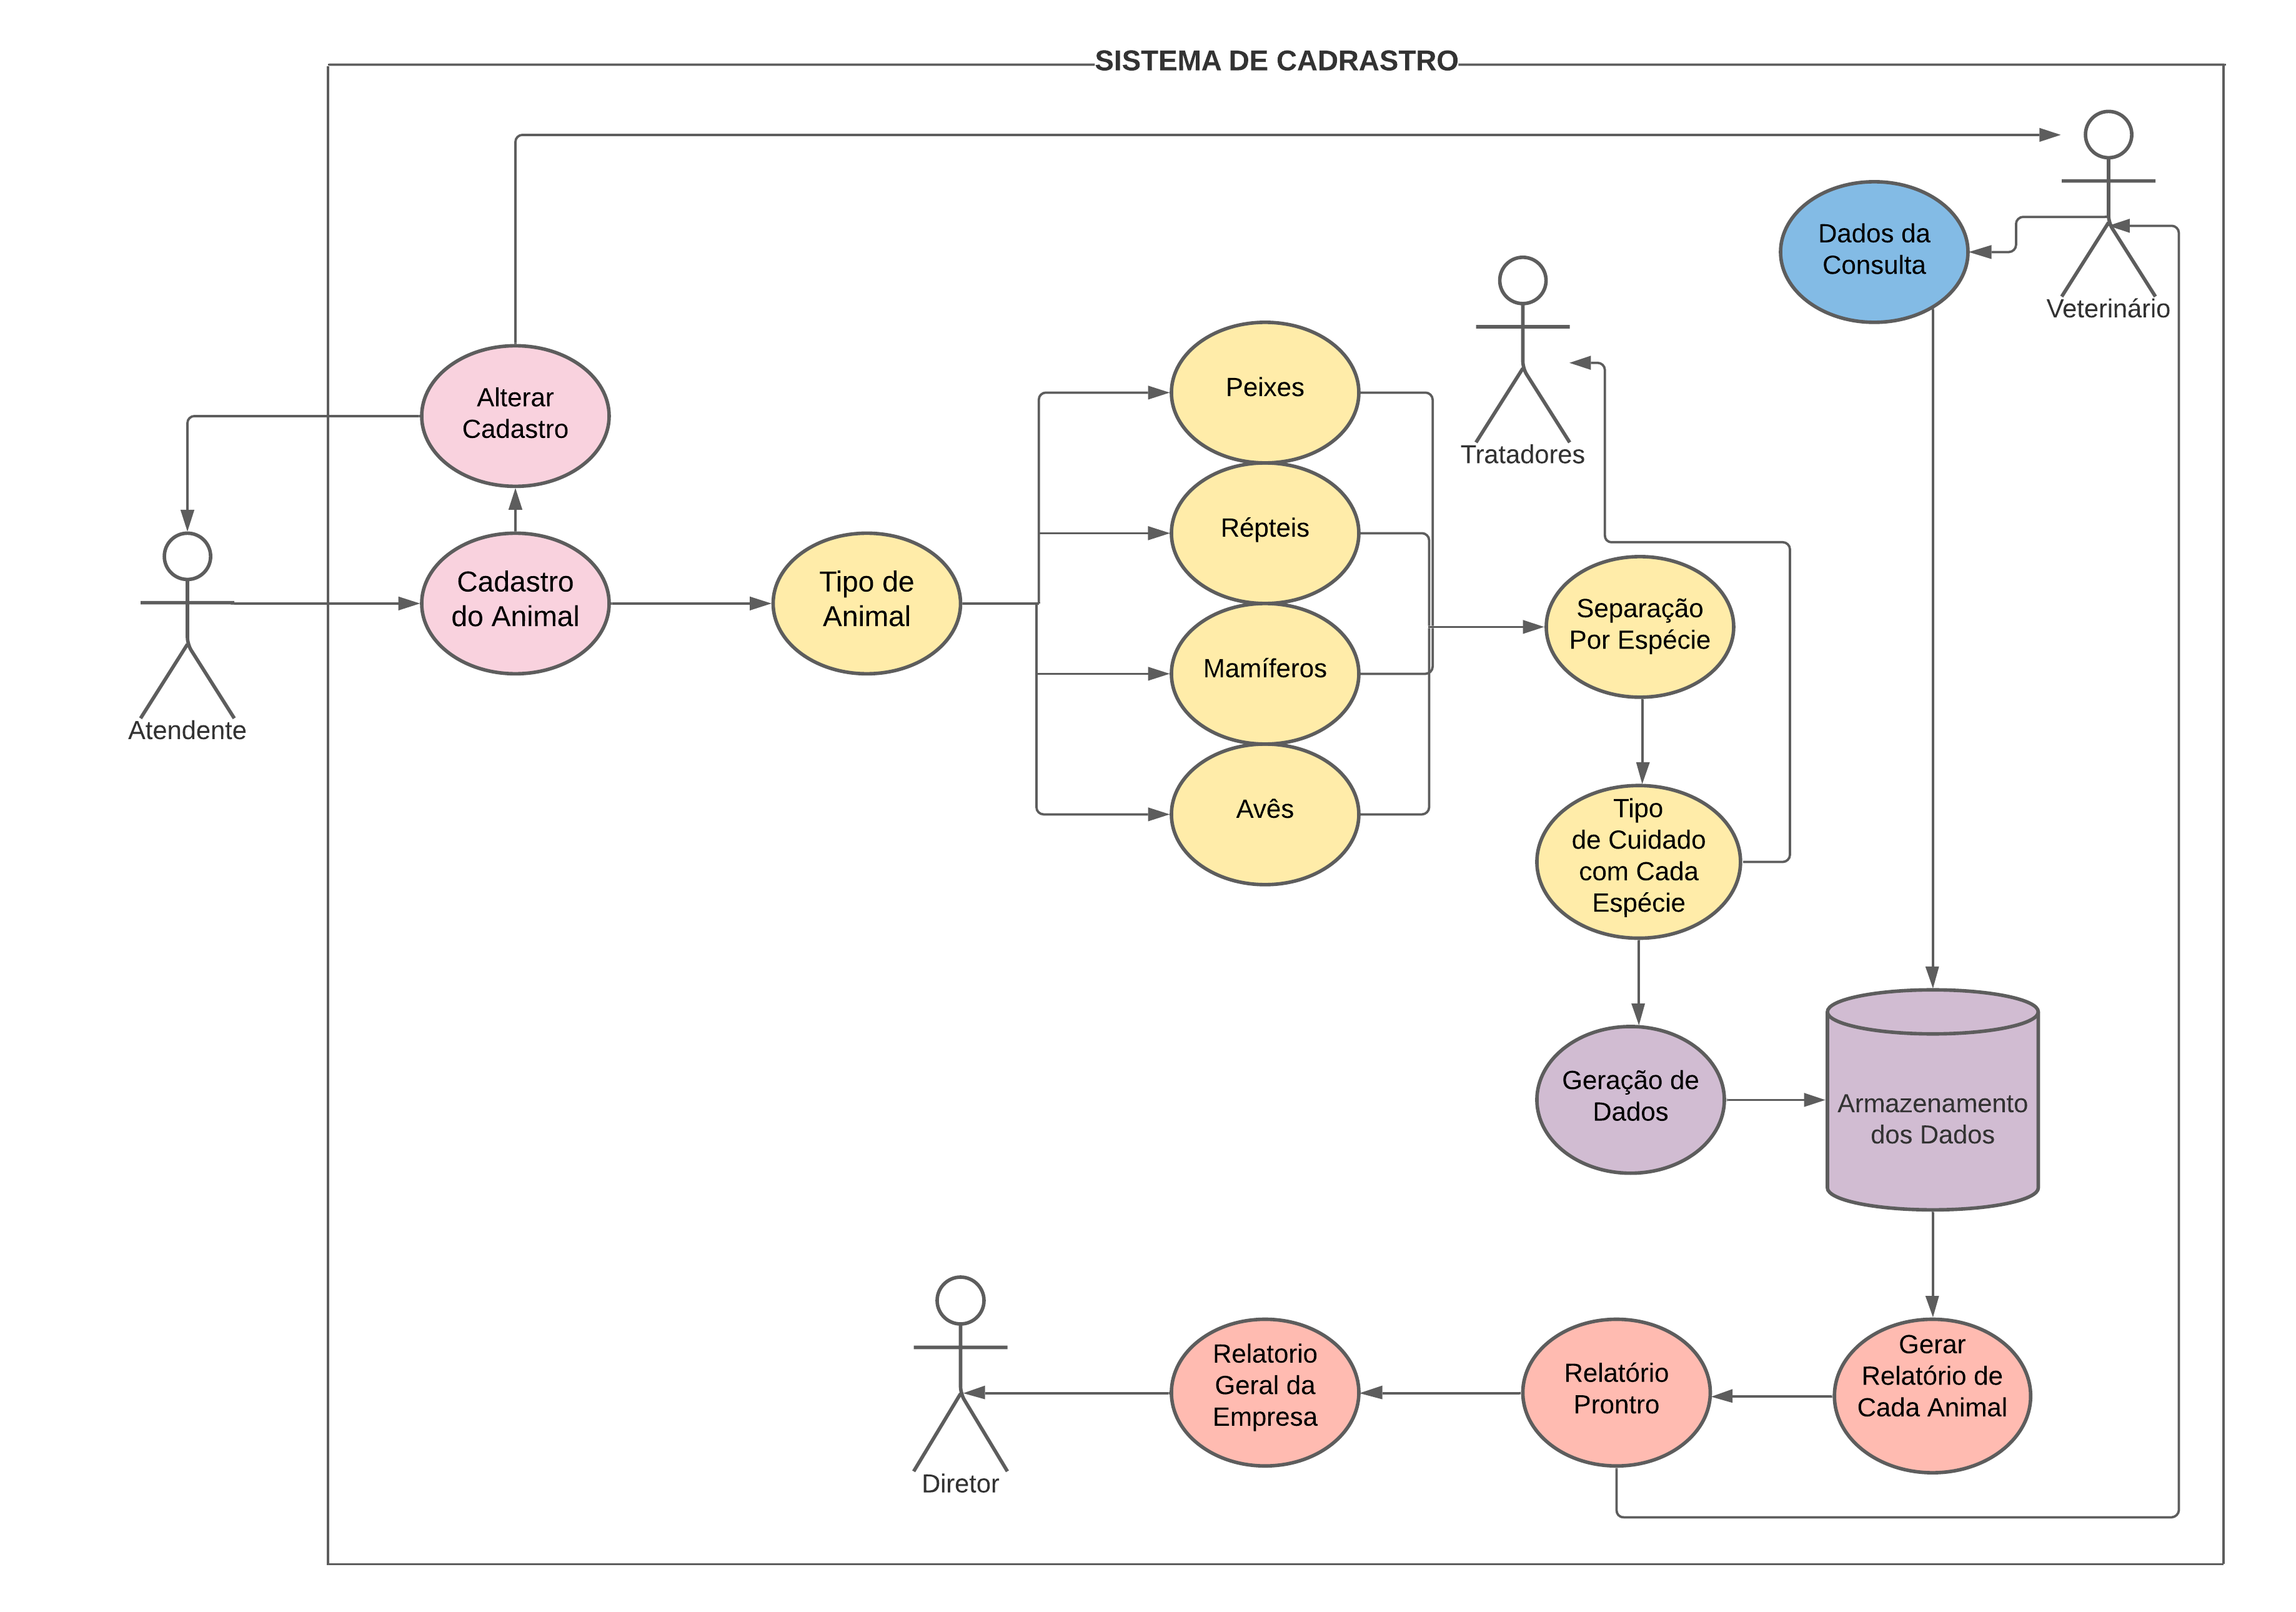 SISTEMA DE CADRASTRO
Dados da
Consulta
Veterinário
Tratadores
Alterar
Cadastro
Peixes
Répteis
Cadastro
do Animal
Tipo de
Animal
Separação
Por Espécie
Mamíferos
Atendente
Avês
Tipo
de Cuidado
com Cada
Espécie
Geração de
Dados
Armazenamento
dos Dados
Relatorio
Geral da
Empresa
Relatório
Prontro
Gerar
Relatório de
Cada Animal
Diretor